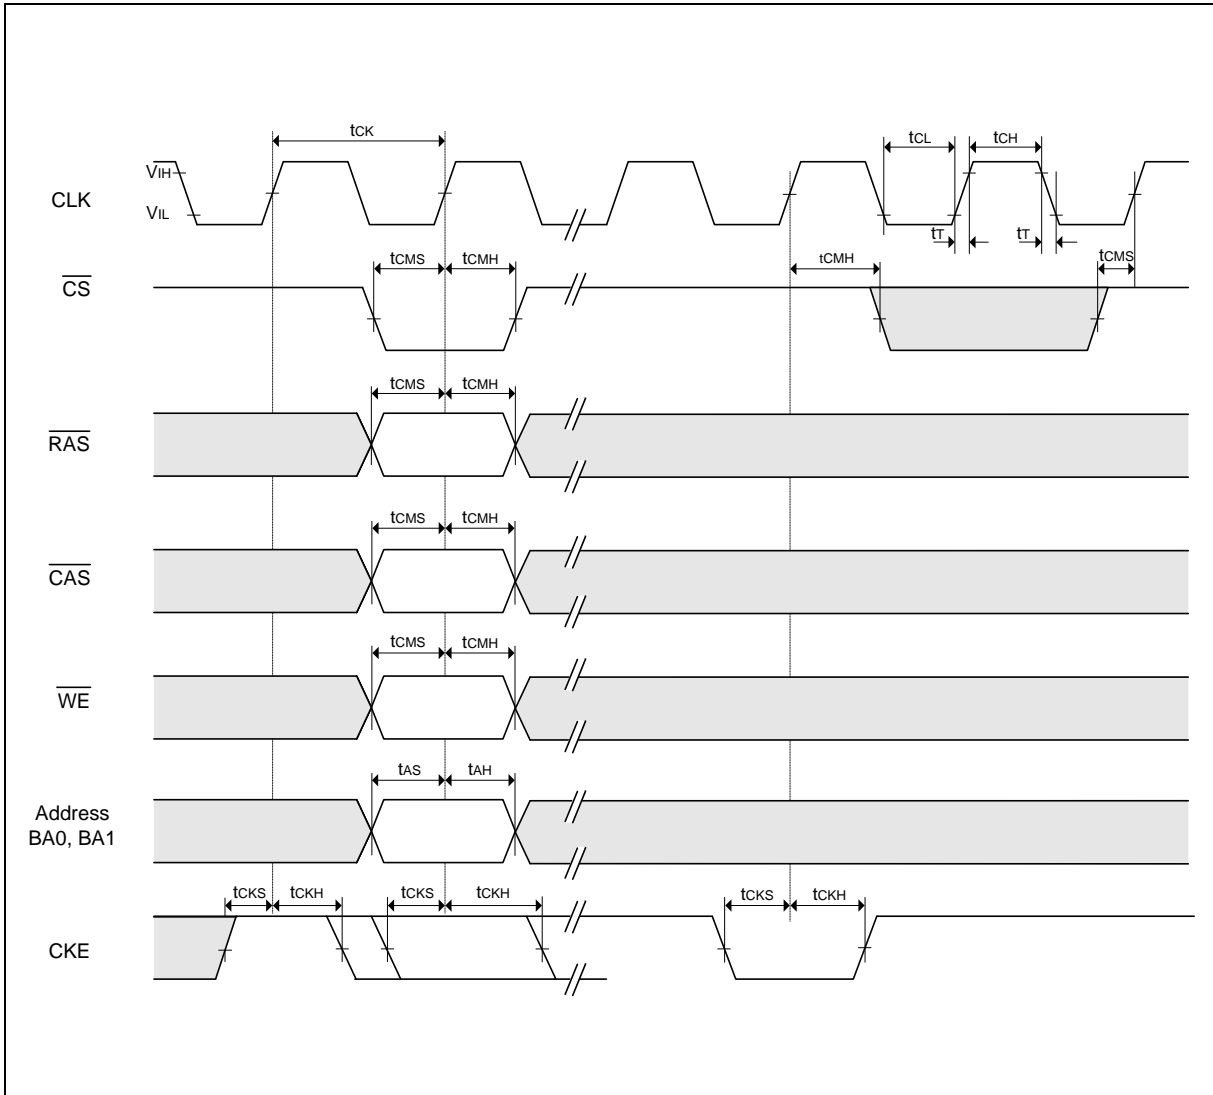 tCK
tCL
tCH
VIH
CLK
VIL
tT
tT
tCMS
tCMH
tCMH
tCMS
CS
tCMS
tCMH
RAS
tCMS
tCMH
CAS
tCMS
tCMH
WE
tAS
tAH
Address
BA0, BA1
tCKS
tCKH
tCKS
tCKH
tCKS
tCKH
CKE